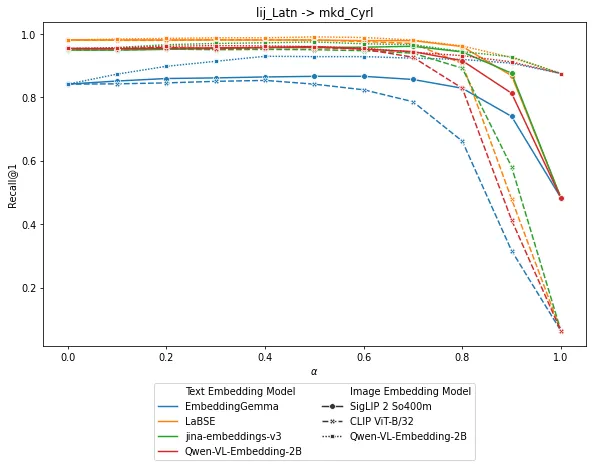 lij_Latn -> mkd_Cyrl
Recall@1
1.0
0.8
0.6
0.4
0.2
0.0 0.2 0.4 0.6 0.8 1.0
α
Text Embedding Model
EmbeddingGemma
LaBSE
jina-embeddings-v3
Qwen-VL-Embedding-2B
Image Embedding Model
SigLIP 2 So400m
CLIP ViT-B/32
Qwen-VL-Embedding-2B